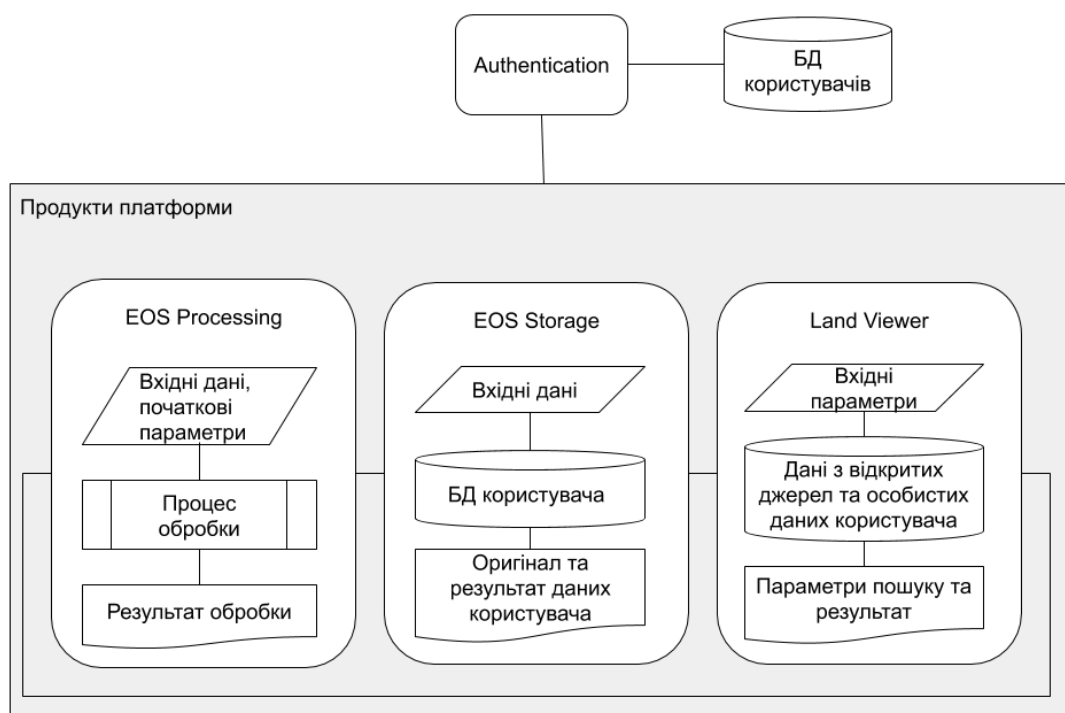 Authentication
БД
користувачів
Продукти платформи
EOS Processing
Вхідні дані,
початкові
параметри
Процес
обробки
Результат обробки
EOS Storage
Вхідні дані
БД користувача
Оригінал та
результат даних
користувача
Land Viewer
Вхідні
параметри
Дані з відкритих
джерел та особистих
даних користувача
Параметри пошуку та
результат